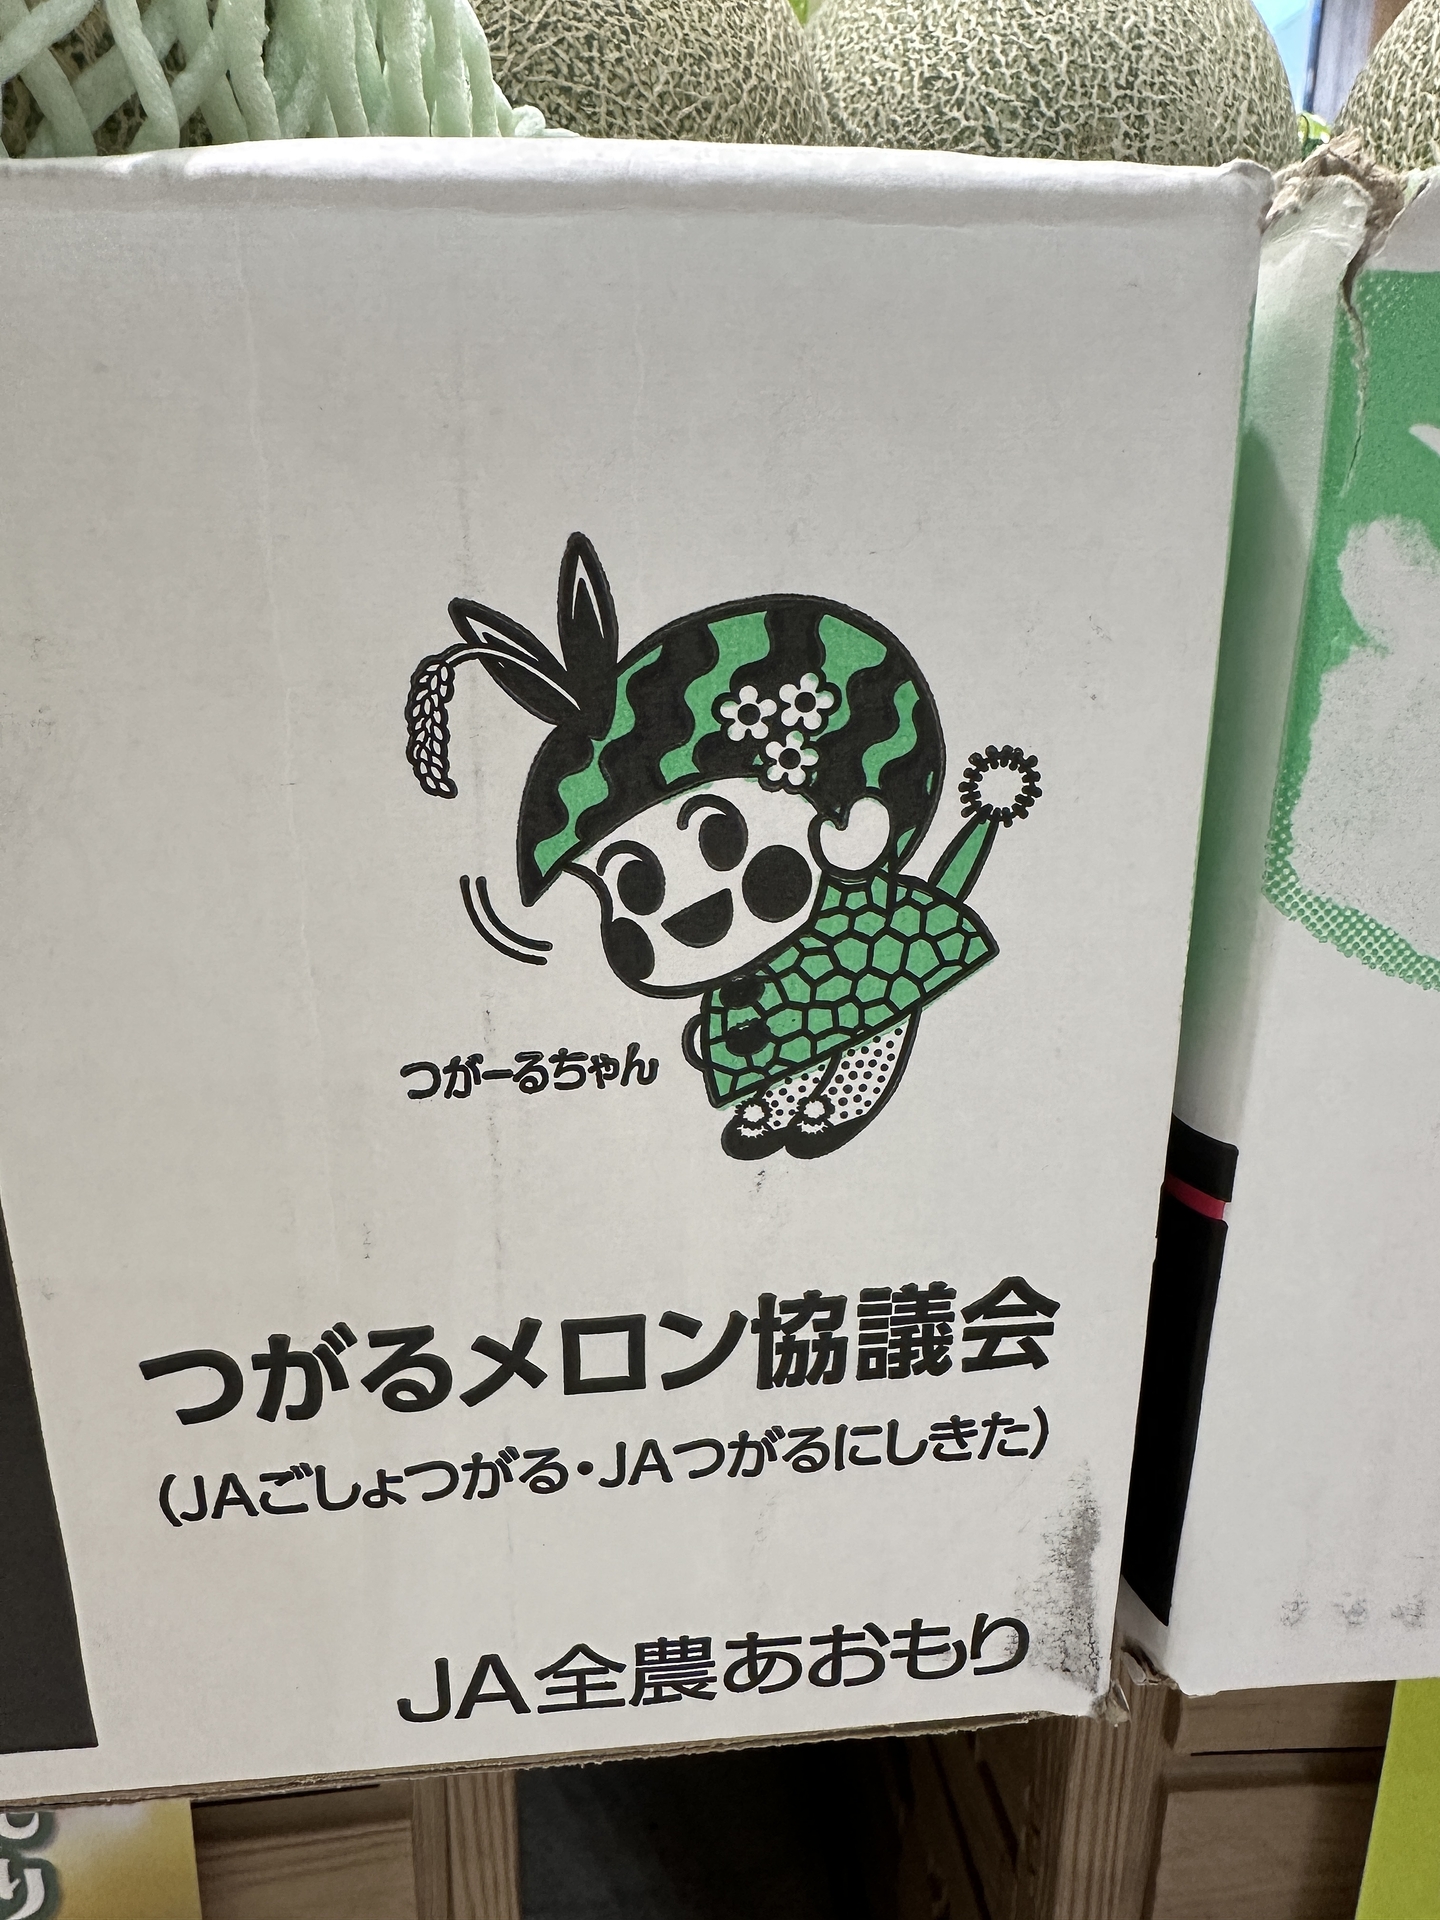 つがーるちゃん
つがるメロン協議会
(JAごしょつがる・JAつがるにしきた)
JA全農あおもり